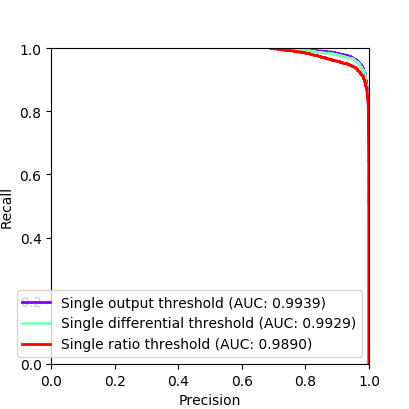 1.0
0.8
0.6
0.4
0.2
0.0
Recall
Single output threshold (AUC: 0.9939)
Single differential threshold (AUC: 0.9929)
Single ratio threshold (AUC: 0.9890)
0.0 0.2 0.4 0.6 0.8 1.0
Precision